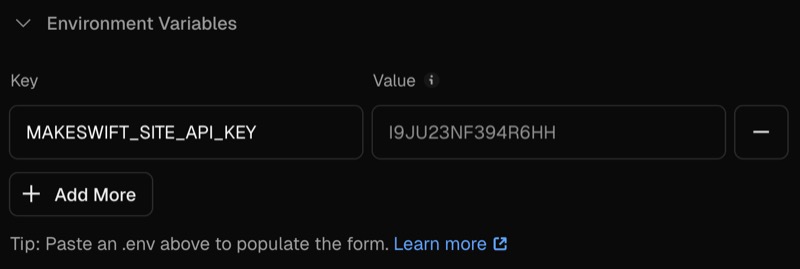 Environment Variables
Key
Value
MAKESWIFT_SITE_API_KEY
I9JU23NF394R6HH
Add More
Tip: Paste an .env above to populate the form. Learn more